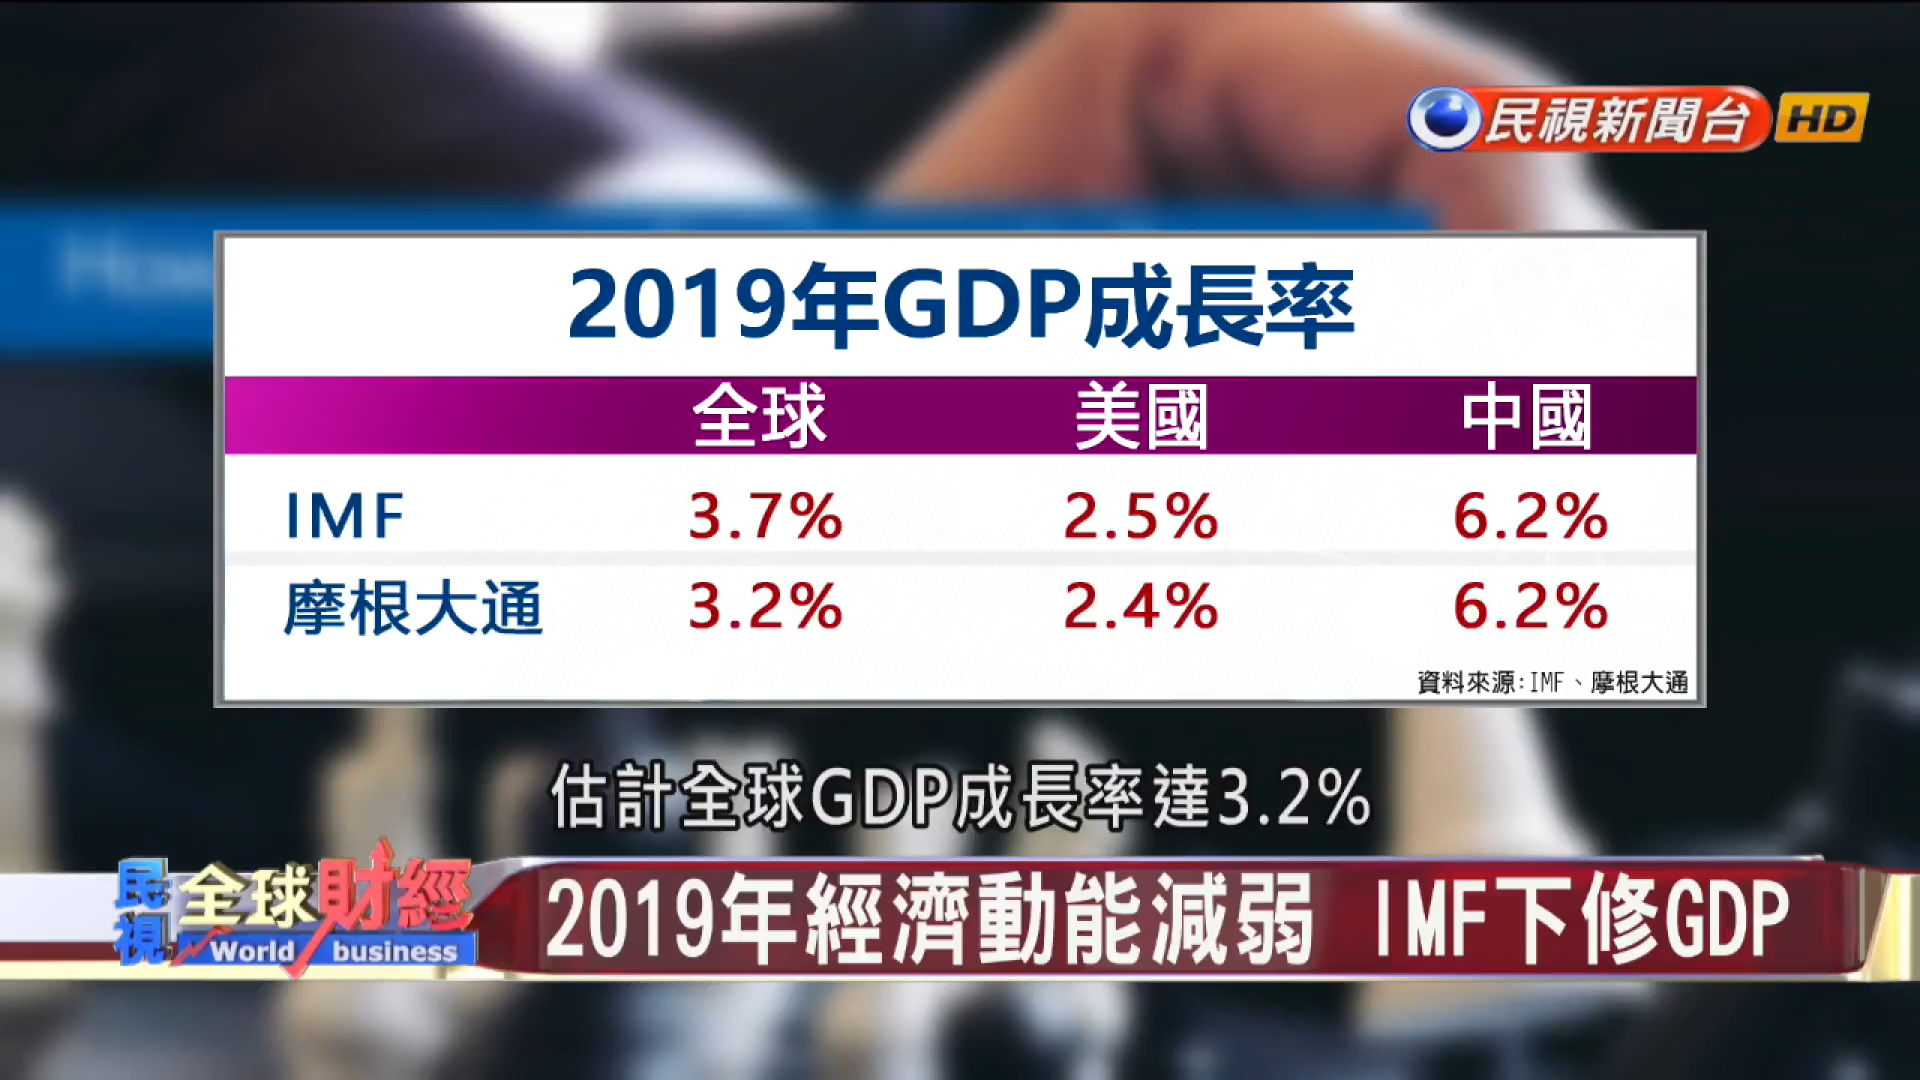 民視新聞台 HD
2019年GDP成長率
全球 美國 中國
IMF 3.7% 2.5% 6.2%
摩根大通 3.2% 2.4% 6.2%
資料來源:IMF、摩根大通
估計全球GDP成長率達3.2%
民視 全球財經
World business
2019年經濟動能減弱 IMF下修GDP